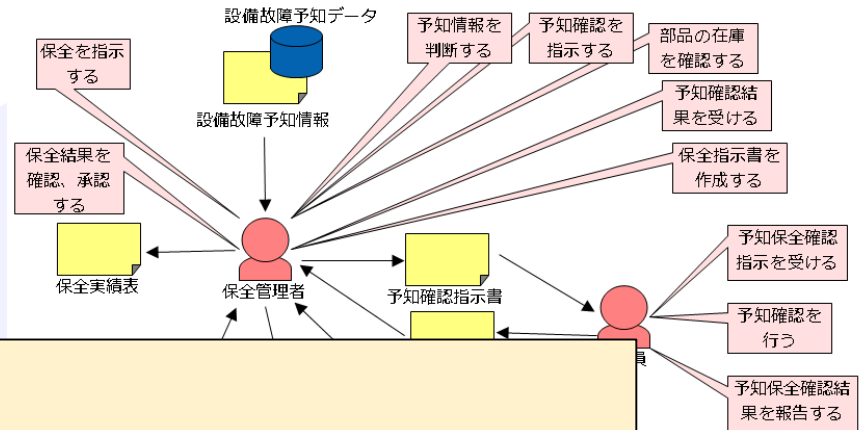 設備故障予知データ
保全を指示
する
予知情報を
判断する
予知確認を
指示する
部品の在庫
を確認する
設備故障予知情報
予知確認結
果を受ける
保全結果を
確認、承認
する
保全指示書を
作成する
保全実績表
保全管理者
予知確認指示書
予知保全確認
指示を受ける
予知確認を
行う
員
予知保全確認結
果を報告する